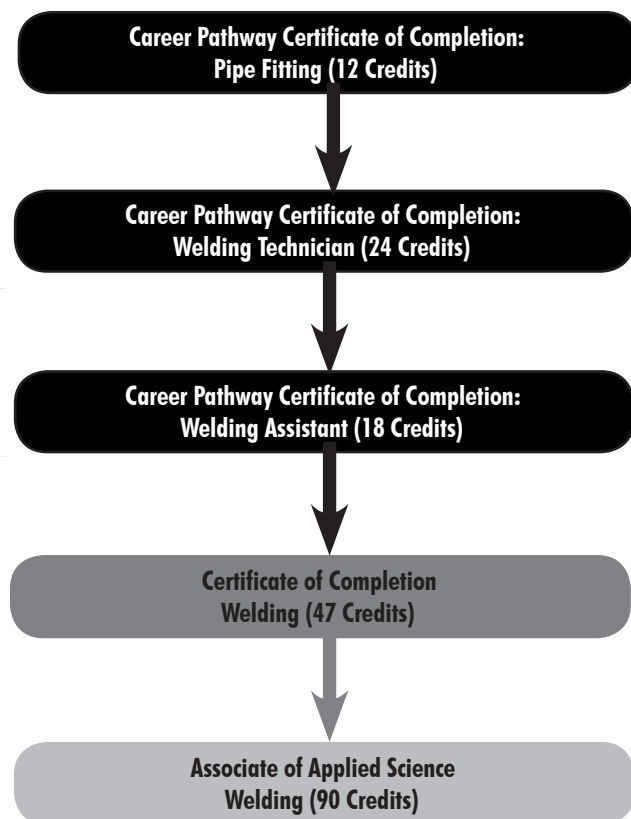 Career Pathway Certificate of Completion:
Pipe Fitting (12 Credits)
Career Pathway Certificate of Completion:
Welding Technician (24 Credits)
Career Pathway Certificate of Completion:
Welding Assistant (18 Credits)
Certificate of Completion
Welding (47 Credits)
Associate of Applied Science
Welding (90 Credits)